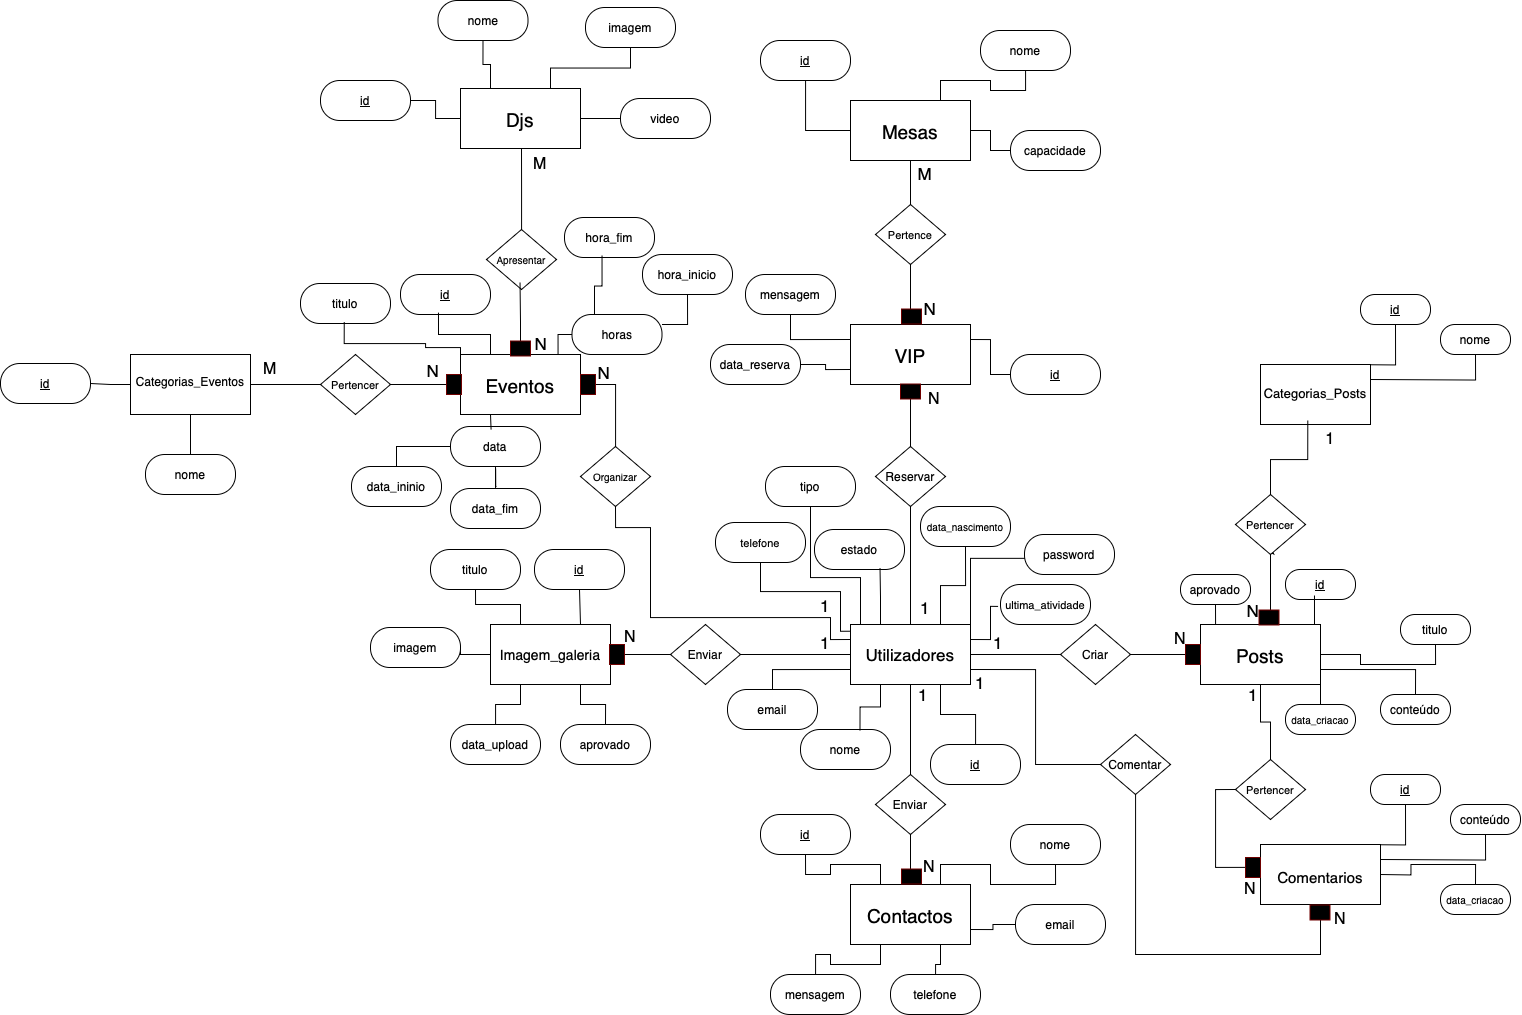 nome
imagem
id
Djs
video
M
id
nome
Mesas
capacidade
M
Apresentar
hora_fim
hora_inicio
horas
Pertence
titulo
id
N
mensagem
N
VIP
data_reserva
id
N
id
Categorias_Eventos
nome
M
Pertencer
N
Eventos
N
data
data_ininio
data_fim
Organizar
Reservar
id
nome
Categorias_Posts
1
Pertencer
tipo
telefone
estado
data_nascimento
password
ultima_atividade
1
1
1
1
titulo
id
imagem
Imagem_galeria
N
Enviar
data_upload
aprovado
Utilizadores
email
nome
id
1
1
Criar
N
aprovado
id
N
Posts
titulo
conteúdo
data_criacao
1
Comentar
Pertencer
Enviar
id
nome
N
Contactos
email
mensagem
telefone
id
conteúdo
data_criacao
Comentarios
N
N